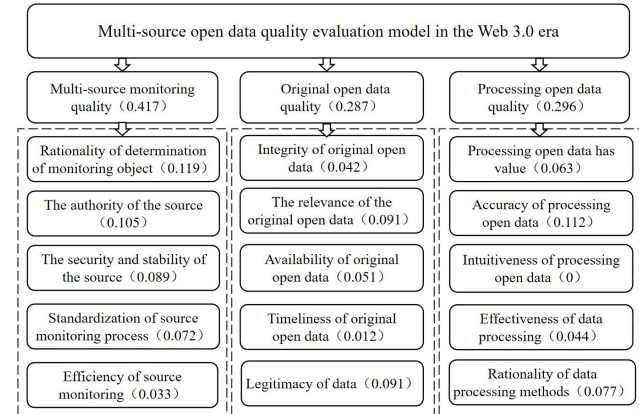 Multi-source open data quality evaluation model in the Web 3.0 era
Multi-source monitoring
quality（0.417）
Original open data
quality（0.287）
Processing open data
quality（0.296）
Rationality of determination
of monitoring object（0.119）
The authority of the source
（0.105）
The security and stability of
the source（0.089）
Standardization of source
monitoring process（0.072）
Efficiency of source
monitoring（0.033）
Integrity of original open
data（0.042）
The relevance of the
original open data（0.091）
Availability of original
open data（0.051）
Timeliness of original
open data（0.012）
Legitimacy of data（0.091）
Processing open data has
value（0.063）
Accuracy of processing
open data（0.112）
Intuitiveness of processing
open data（0）
Effectiveness of data
processing（0.044）
Rationality of data
processing methods（0.077）